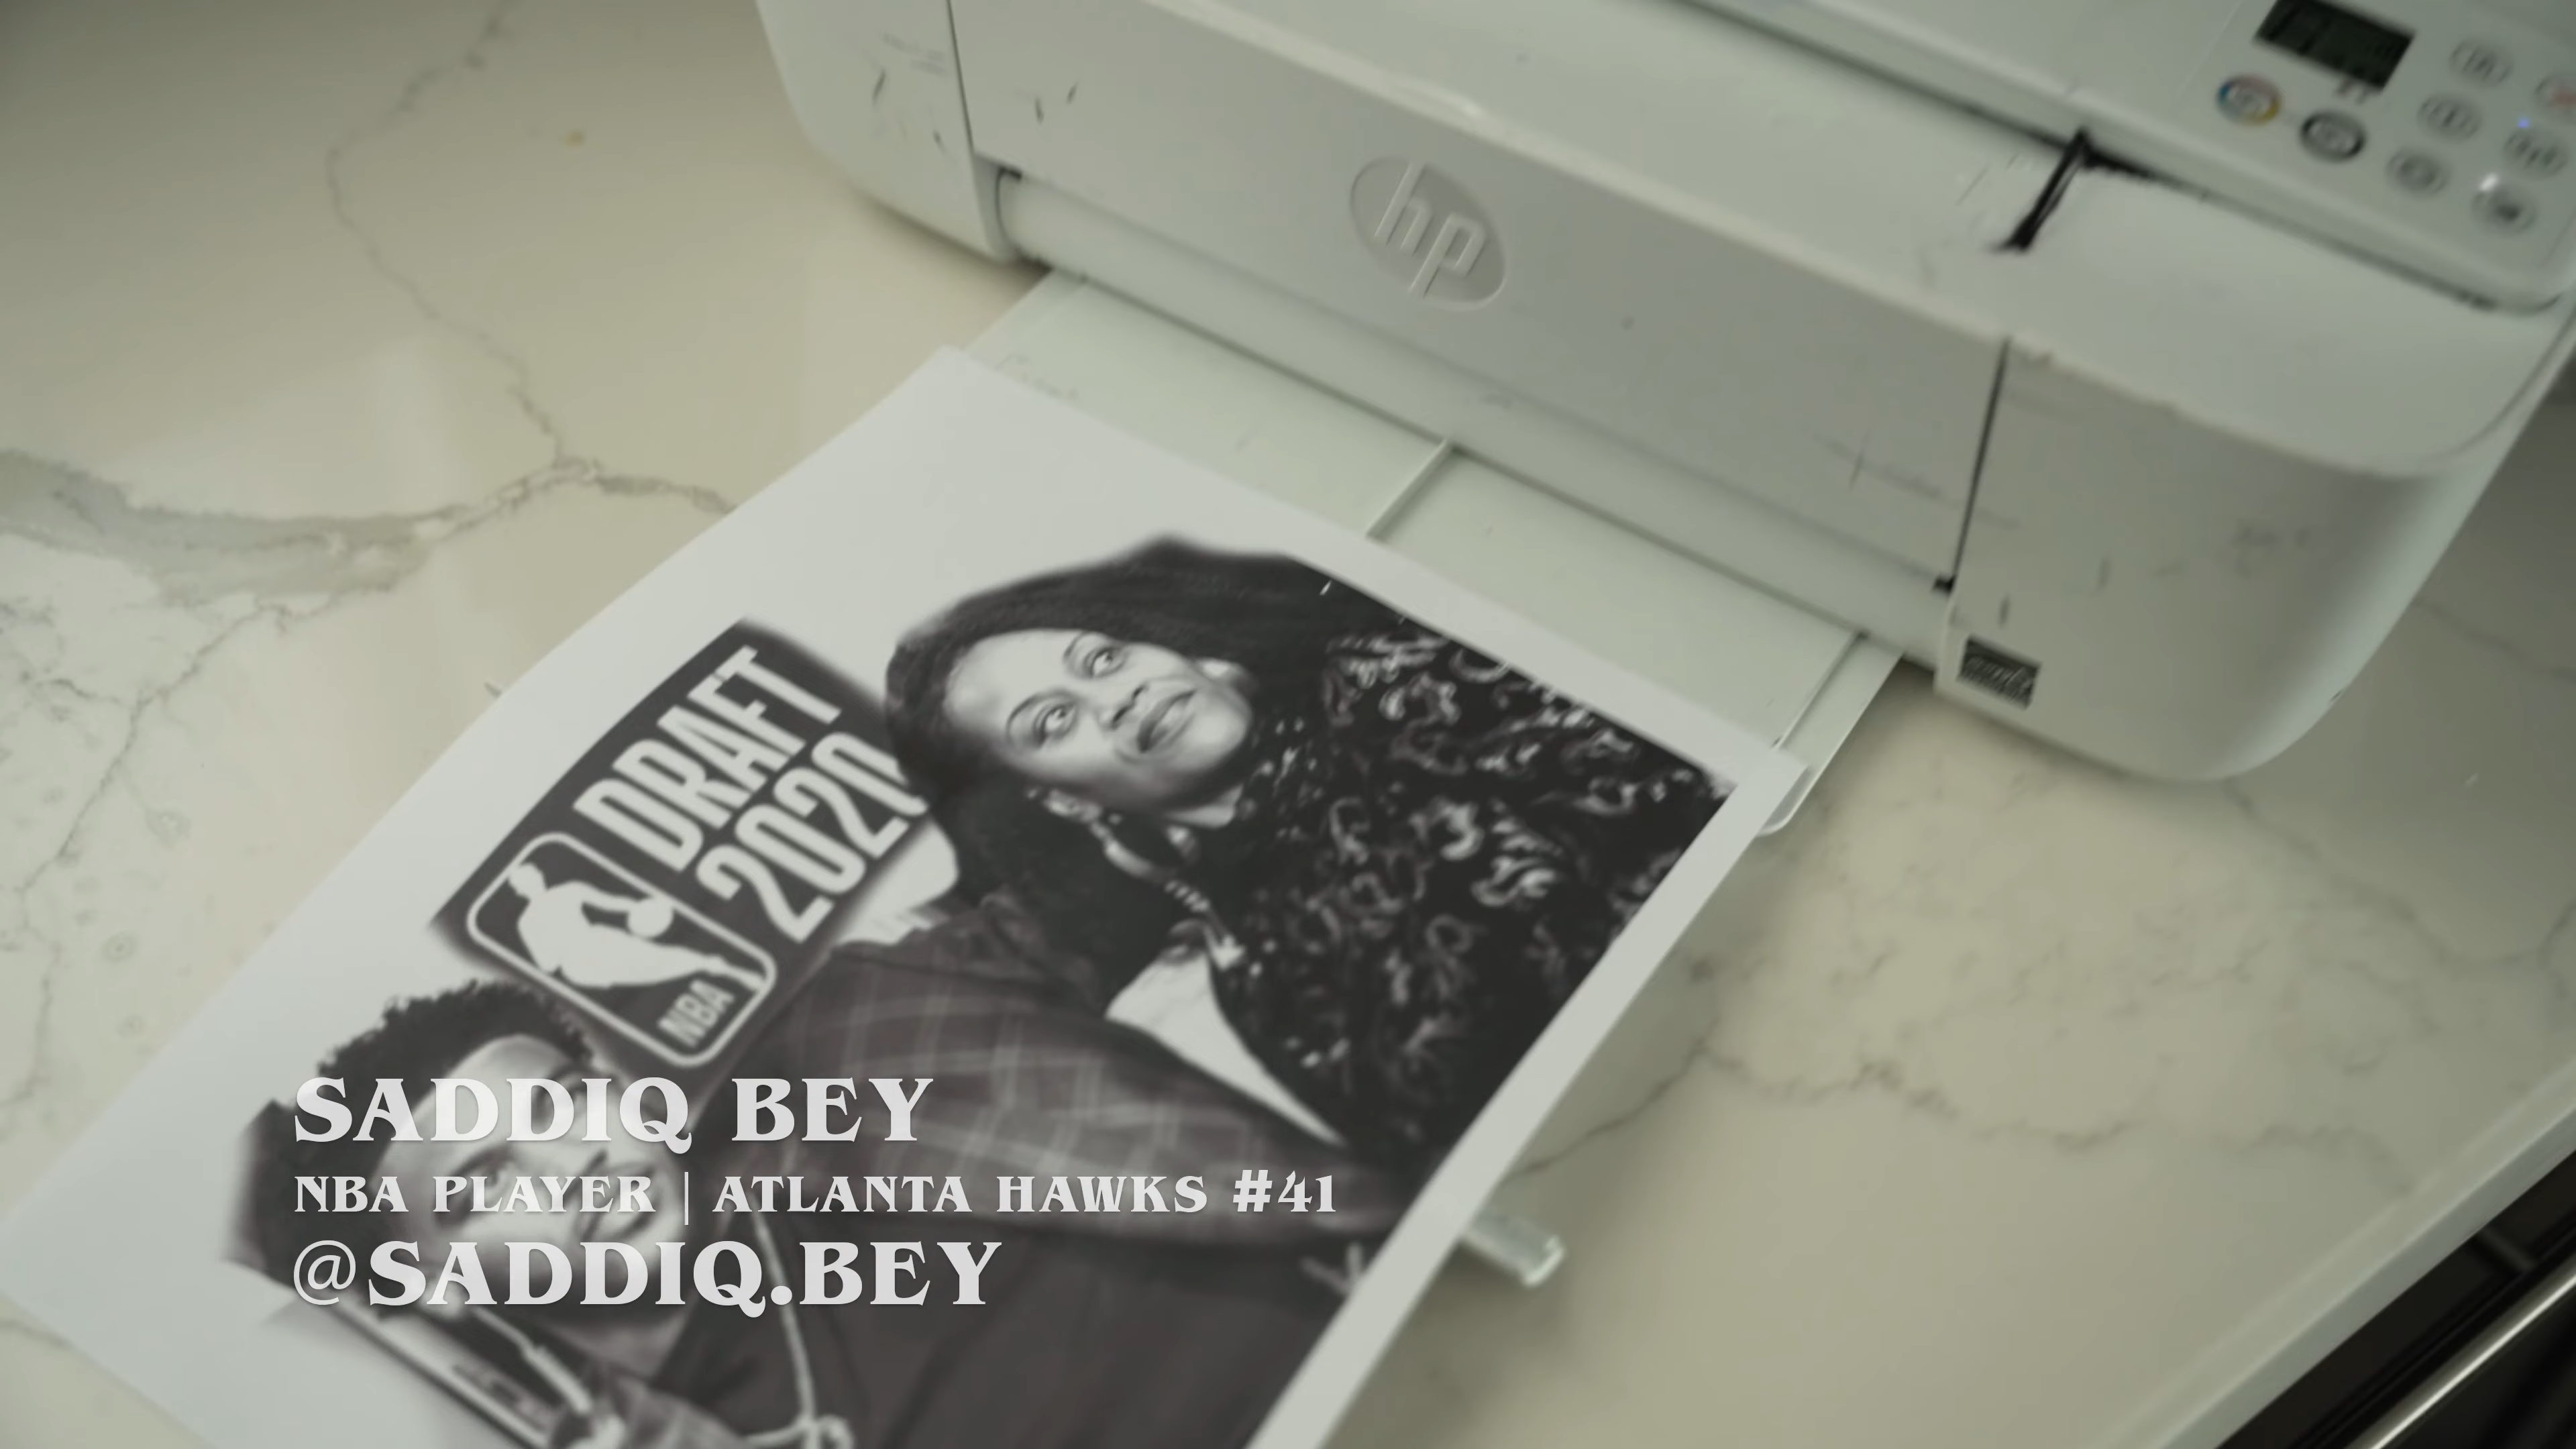 hp
DRAFT
2020
NBA
SADDIQ BEY
NBA PLAYER | ATLANTA HAWKS #41
@SADDIQ.BEY